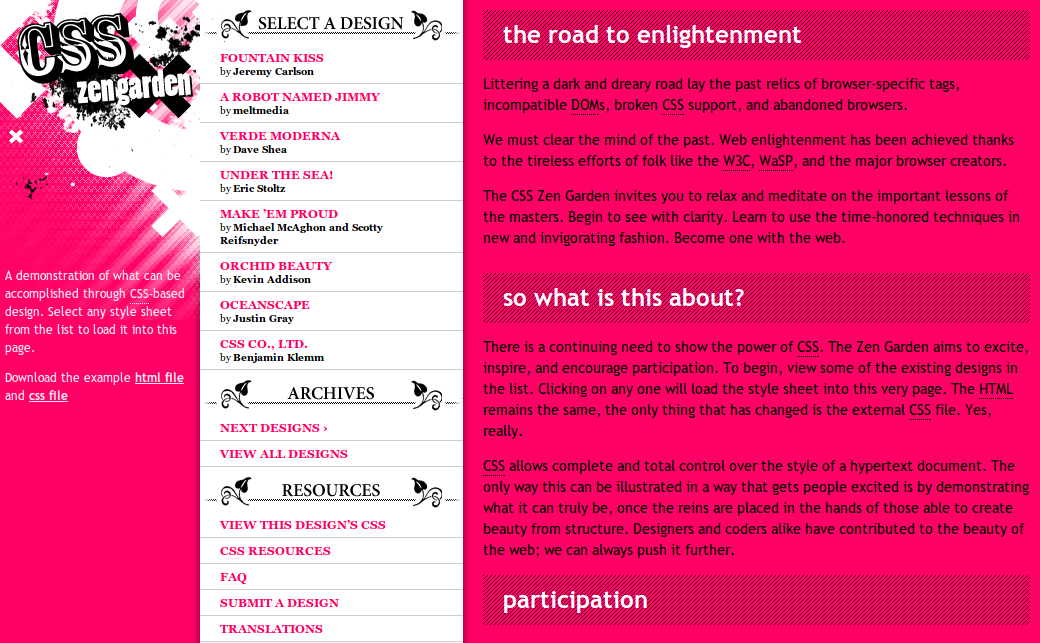 CSS
zengarden
A demonstration of what can be
accomplished through CSS-based
design. Select any style sheet
from the list to load it into this
page.
Download the example html file
and css file
SELECT A DESIGN
FOUNTAIN KISS
by Jeremy Carlson
A ROBOT NAMED JIMMY
by meltmedia
VERDE MODERNA
by Dave Shea
UNDER THE SEA!
by Eric Stoltz
MAKE ’EM PROUD
by Michael McAghon and Scotty
Reifsnyder
ORCHID BEAUTY
by Kevin Addison
OCEANSCAPE
by Justin Gray
CSS CO., LTD.
by Benjamin Klemm
ARCHIVES
NEXT DESIGNS ›
VIEW ALL DESIGNS
RESOURCES
VIEW THIS DESIGN’S CSS
CSS RESOURCES
FAQ
SUBMIT A DESIGN
TRANSLATIONS
the road to enlightenment
Littering a dark and dreary road lay the past relics of browser-specific tags,
incompatible DOMs, broken CSS support, and abandoned browsers.
We must clear the mind of the past. Web enlightenment has been achieved thanks
to the tireless efforts of folk like the W3C, WaSP, and the major browser creators.
The CSS Zen Garden invites you to relax and meditate on the important lessons of
the masters. Begin to see with clarity. Learn to use the time-honored techniques in
new and invigorating fashion. Become one with the web.
so what is this about?
There is a continuing need to show the power of CSS. The Zen Garden aims to excite,
inspire, and encourage participation. To begin, view some of the existing designs in
the list. Clicking on any one will load the style sheet into this very page. The HTML
remains the same, the only thing that has changed is the external CSS file. Yes,
really.
CSS allows complete and total control over the style of a hypertext document. The
only way this can be illustrated in a way that gets people excited is by demonstrating
what it can truly be, once the reins are placed in the hands of those able to create
beauty from structure. Designers and coders alike have contributed to the beauty of
the web; we can always push it further.
participation